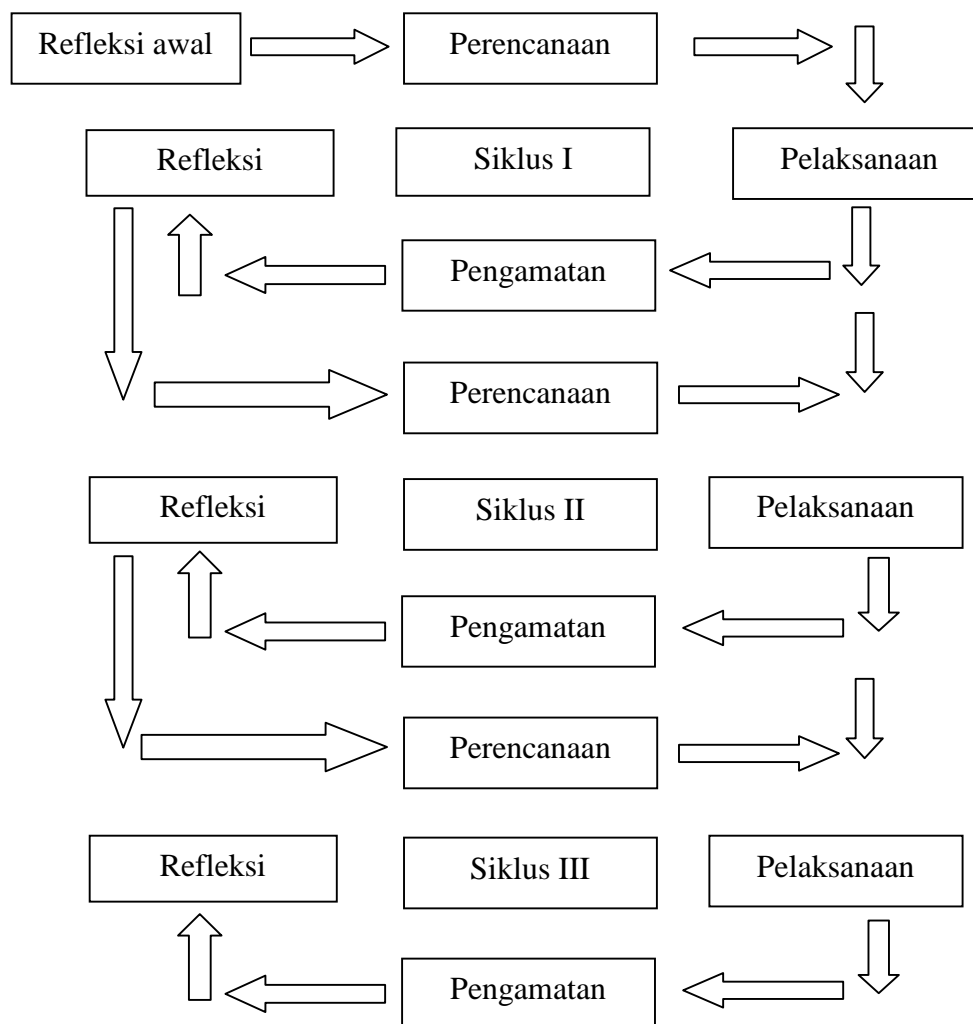 Refleksi awal
Perencanaan
Refleksi
Siklus I
Pelaksanaan
Pengamatan
Perencanaan
Refleksi
Siklus II
Pelaksanaan
Pengamatan
Perencanaan
Refleksi
Siklus III
Pelaksanaan
Pengamatan